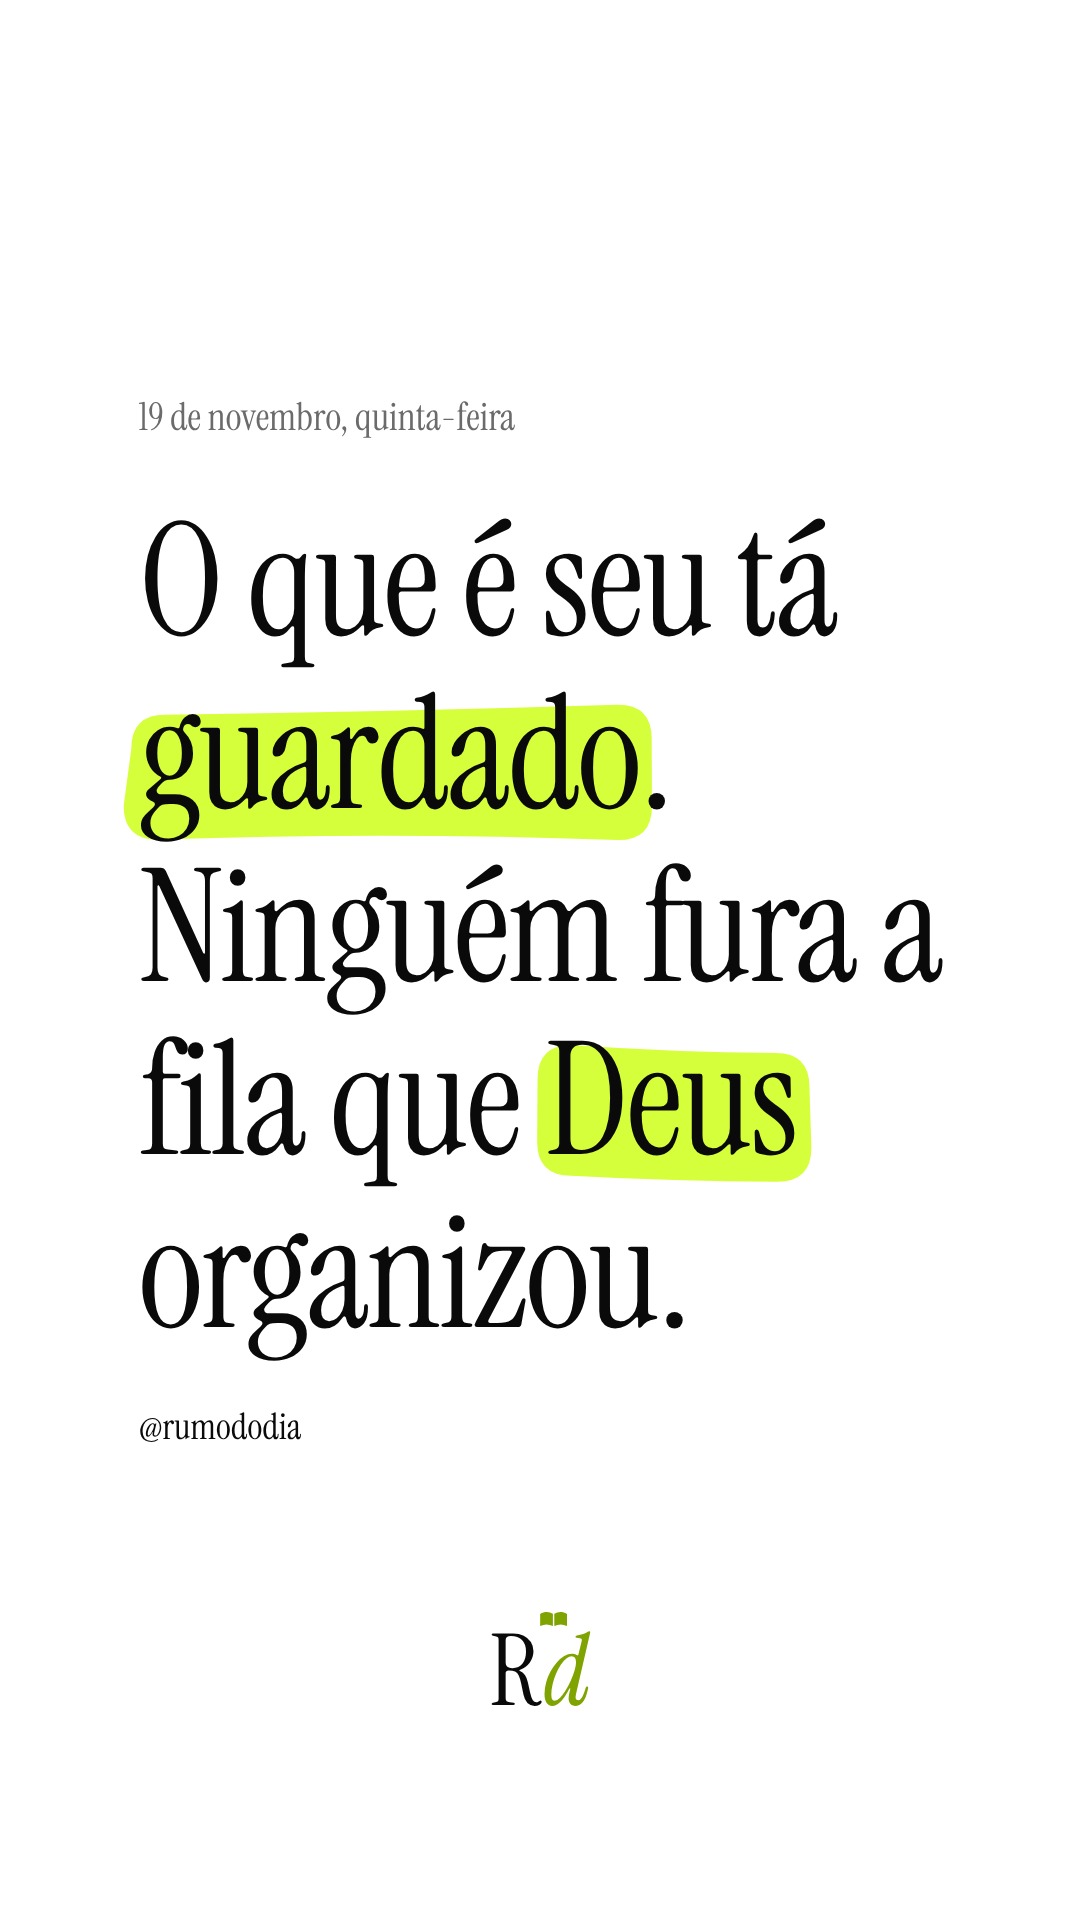 19 de novembro, quinta-feira
O que é seu tá
guardado.
Ninguém fura a
fila que Deus
organizou.
@rumododia
Rd